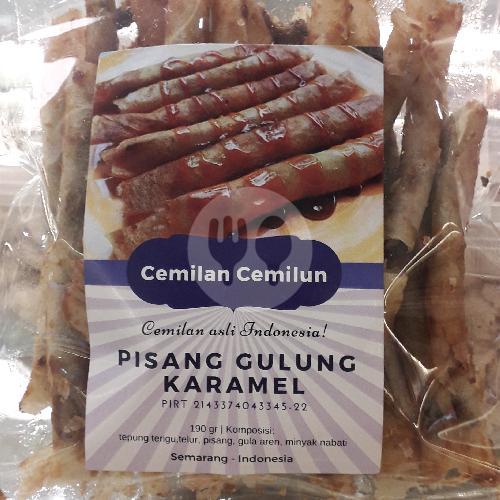 Cemilan Cemilun
Cemilan asli Indonesia!
PISANG GULUNG
KARAMEL
PIRT 2143374043345-22
190 gr | Komposisi:
tepung terigu,telur, pisang, gula aren, minyak nabati
Semarang - Indonesia